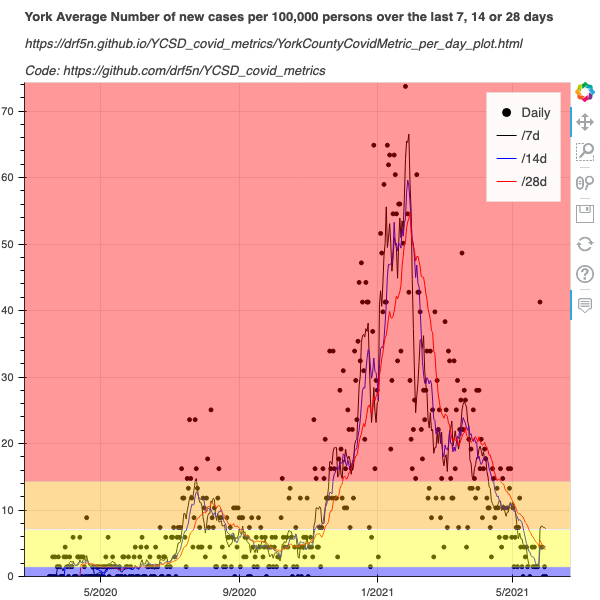 York Average Number of new cases per 100,000 persons over the last 7, 14 or 28 days
https://drf5n.github.io/YCSD_covid_metrics/YorkCountyCovidMetric_per_day_plot.html
Code: https://github.com/drf5n/YCSD_covid_metrics
Daily
/7d
/14d
/28d
70
60
50
40
30
20
10
0
5/2020 9/2020 1/2021 5/2021